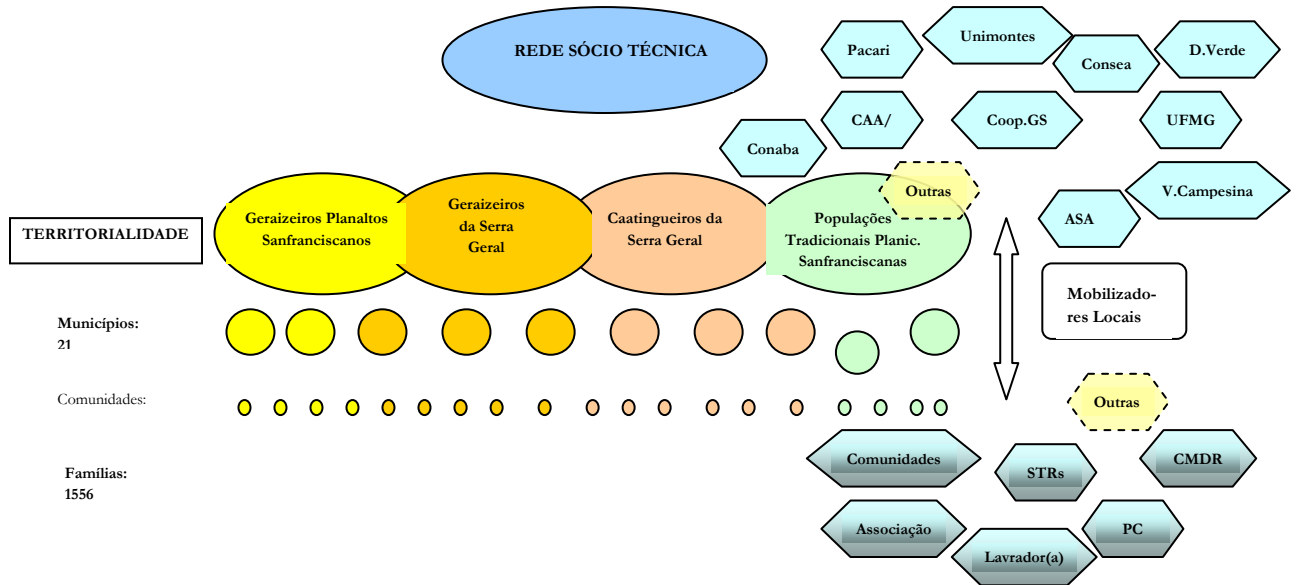 REDE SÓCIO TÉCNICA
Pacari
Unimontes
Consea
D.Verde
Conaba
CAA/
Coop.GS
UFMG
Outras
V.Campesina
ASA
TERRITORIALIDADE
Geraizeiros Planaltos
Sanfranciscanos
Geraizeiros
da Serra
Geral
Caatingueiros da
Serra Geral
Populações
Tradicionais Planic.
Sanfranciscanas
Mobilizado-
res Locais
Municípios:
21
Comunidades:
Famílias:
1556
Outras
Comunidades
STRs
CMDR
Associação
Lavrador(a)
PC